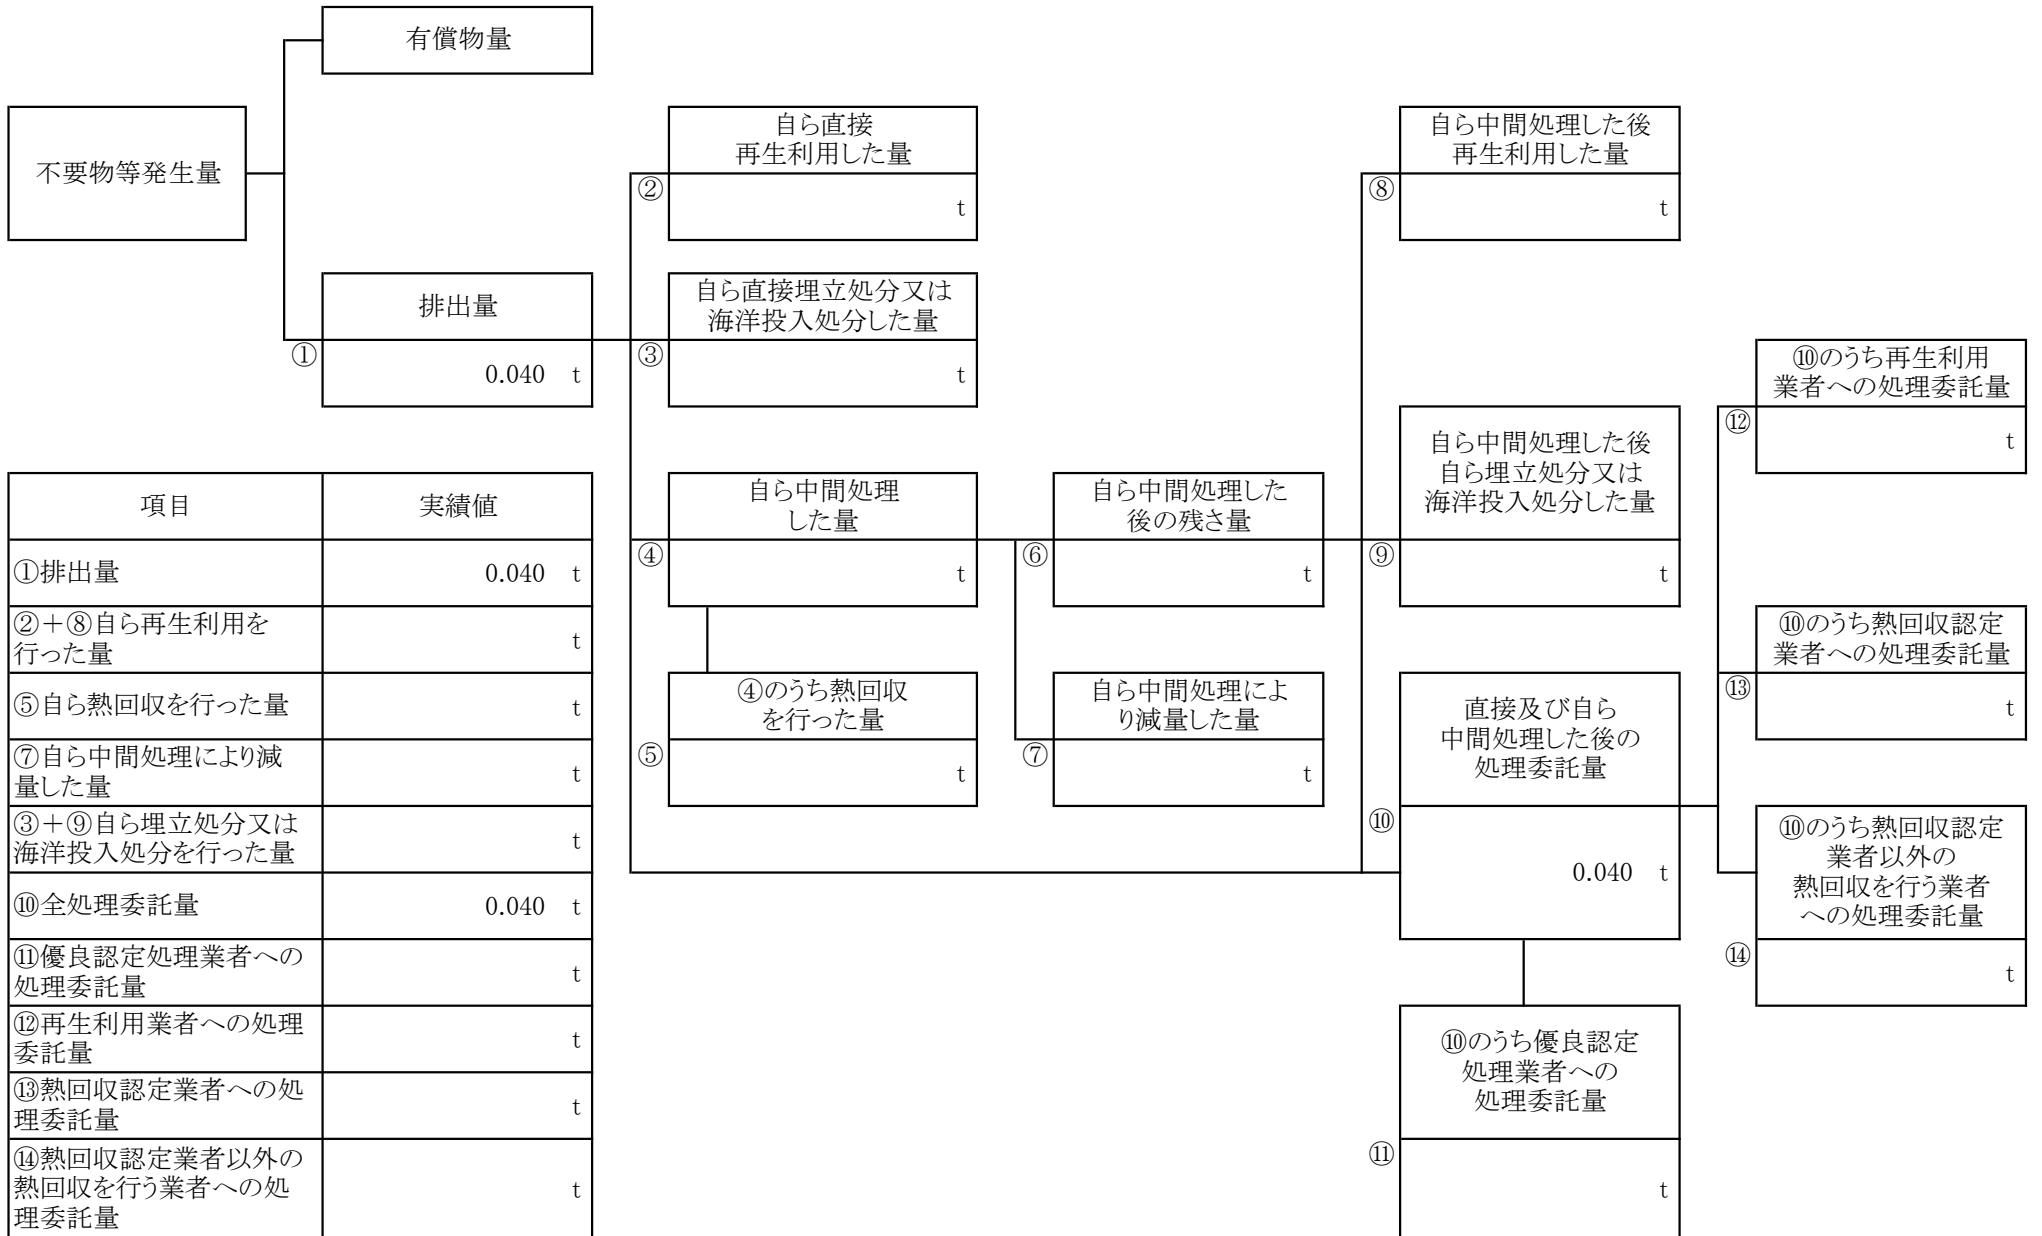 有償物量
不要物等発生量
排出量
①
0.040 t
自ら直接
再生利用した量
②
t
自ら直接埋立処分又は
海洋投入処分した量
③
t
自ら中間処理
した量
④
t
④のうち熱回収
を行った量
⑤
t
自ら中間処理した
後の残さ量
⑥
t
自ら中間処理によ
り減量した量
⑦
t
自ら中間処理した後
再生利用した量
⑧
t
自ら中間処理した後
自ら埋立処分又は
海洋投入処分した量
⑨
t
直接及び自ら
中間処理した後の
処理委託量
⑩
0.040 t
⑩のうち優良認定
処理業者への
処理委託量
⑪
t
⑩のうち再生利用
業者への処理委託量
⑫
t
⑩のうち熱回収認定
業者への処理委託量
⑬
t
⑩のうち熱回収認定
業者以外の
熱回収を行う業者
への処理委託量
⑭
t
項目 実績値
①排出量 0.040 t
②+⑧自ら再生利用を
行った量
t
⑤自ら熱回収を行った量 t
⑦自ら中間処理により減
量した量
t
③+⑨自ら埋立処分又は
海洋投入処分を行った量
t
⑩全処理委託量 0.040 t
⑪優良認定処理業者への
処理委託量
t
⑫再生利用業者への処理
委託量
t
⑬熱回収認定業者への処
理委託量
t
⑭熱回収認定業者以外の
熱回収を行う業者への処
理委託量
t